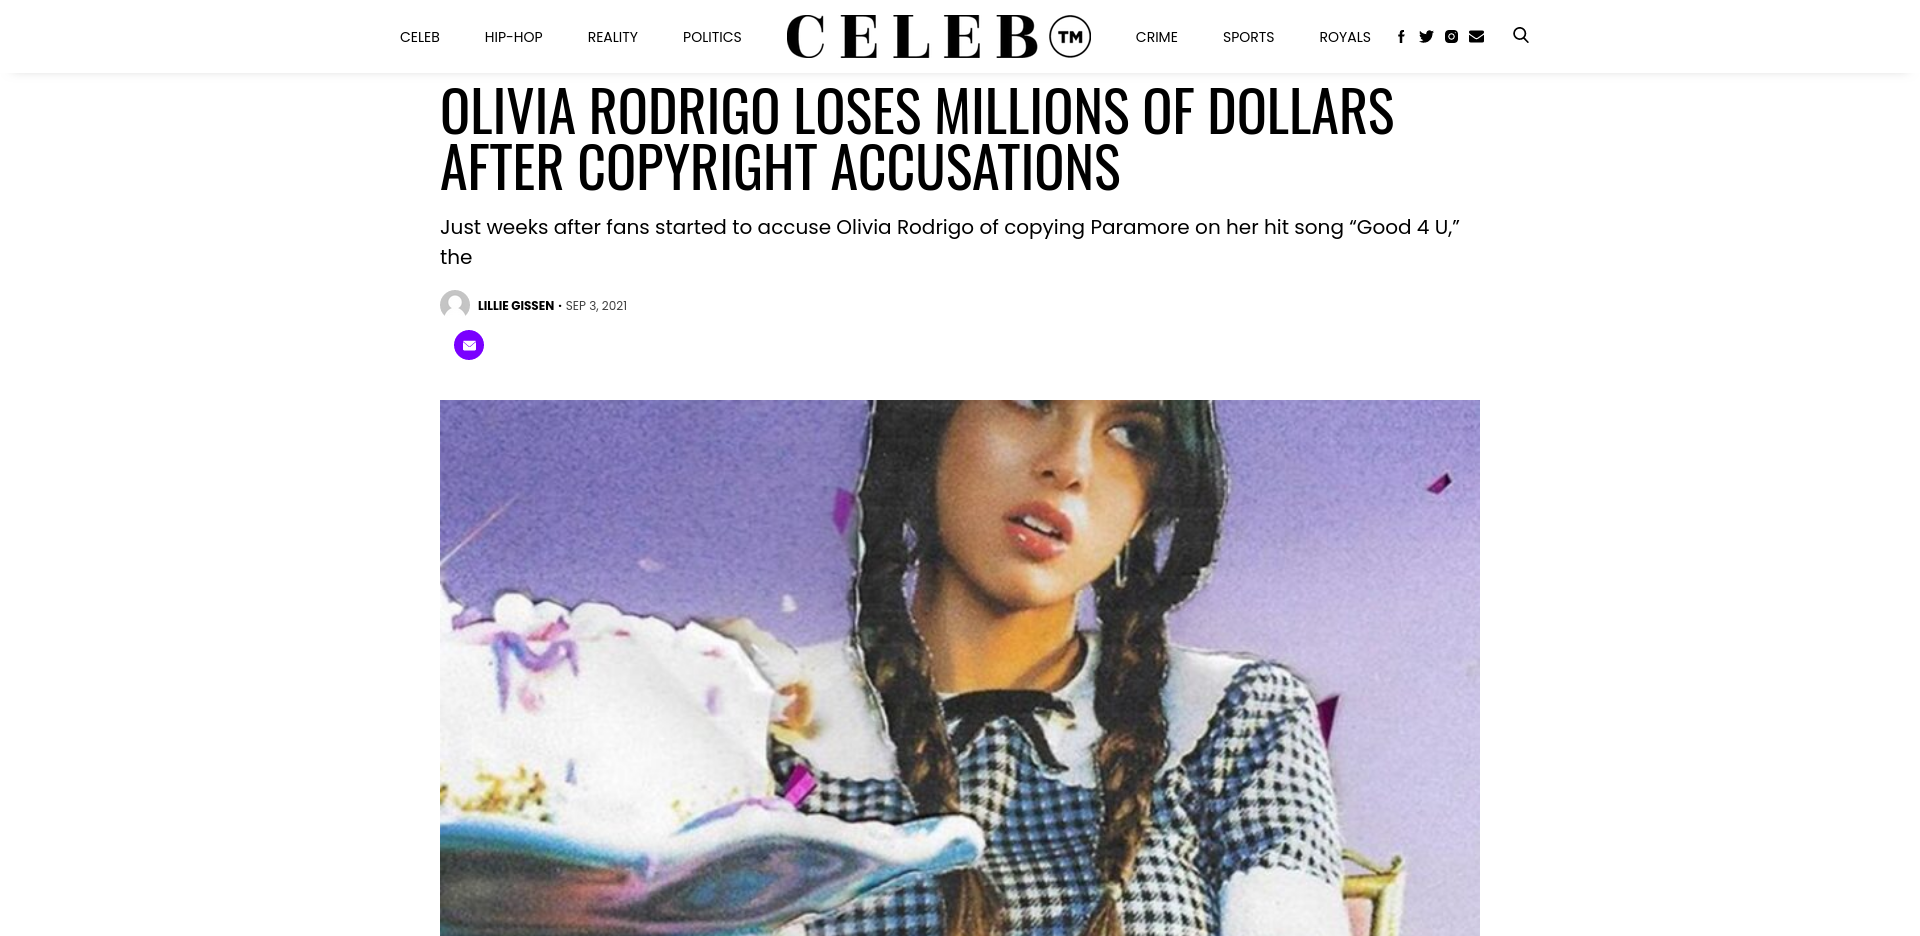 CELEB
HIP-HOP
REALITY
POLITICS
CELEB TM
CRIME
SPORTS
ROYALS
OLIVIA RODRIGO LOSES MILLIONS OF DOLLARS
AFTER COPYRIGHT ACCUSATIONS
Just weeks after fans started to accuse Olivia Rodrigo of copying Paramore on her hit song “Good 4 U,”
the
LILLIE GISSEN · SEP 3, 2021